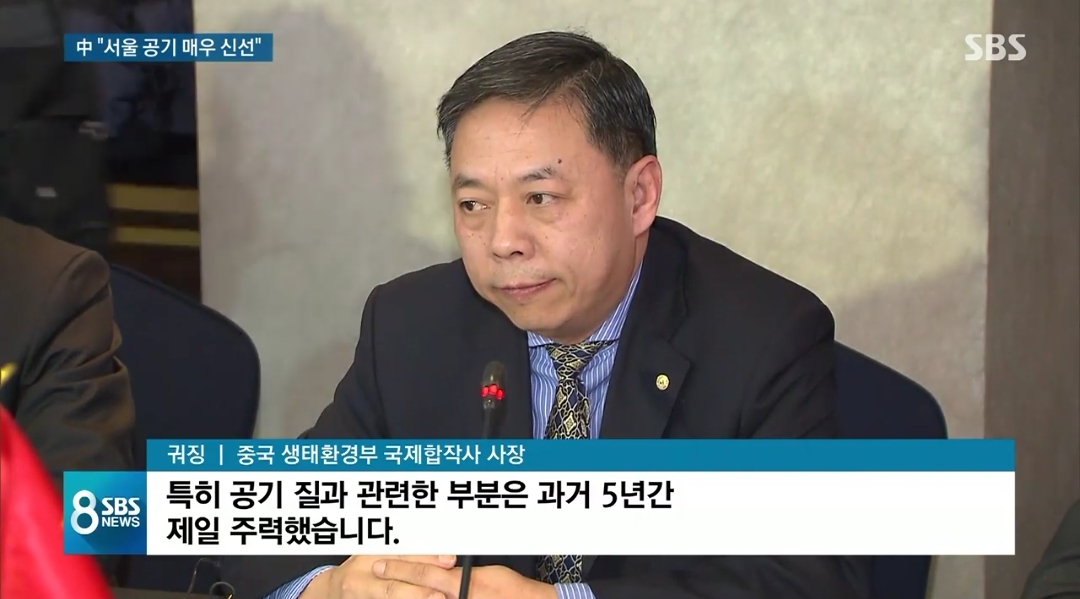 中 "서울 공기 매우 신선"
SBS
궈징 | 중국 생태환경부 국제합작사 사장
8 SBS NEWS
특히 공기 질과 관련한 부분은 과거 5년간
제일 주력했습니다.